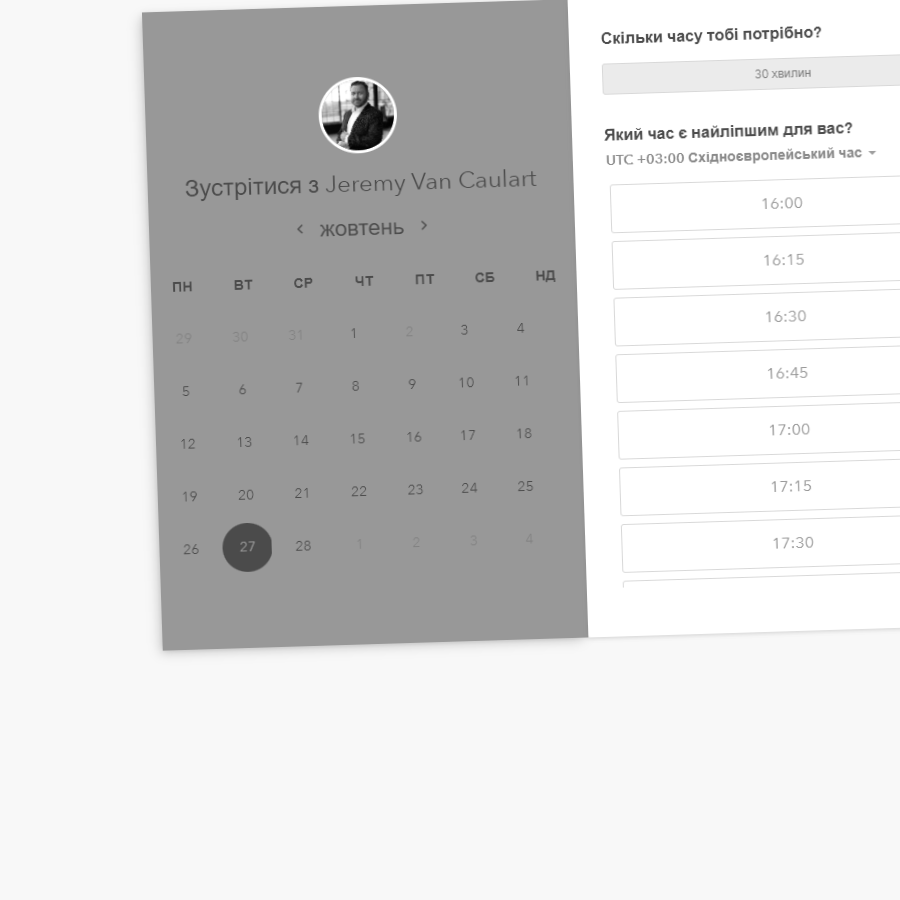 Зустрітися з Jeremy Van Caulart
жовтень
ПН ВТ СР ЧТ ПТ СБ НД
29 30 31 1 2 3 4
5 6 7 8 9 10 11
12 13 14 15 16 17 18
19 20 21 22 23 24 25
26 27 28 1 2 3 4
Скільки часу тобі потрібно?
30 хвилин
Який час є найліпшим для вас?
UTC +03:00 Східноєвропейський час
16:00
16:15
16:30
16:45
17:00
17:15
17:30